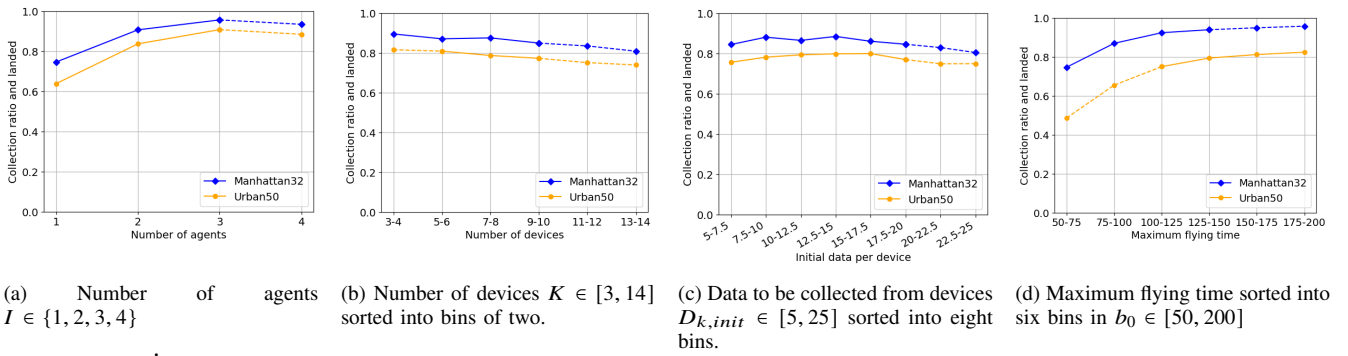 1.0
0.8
0.6
0.4
0.2
0.0
Collection ratio and landed
1 2 3 4
Number of agents
Manhattan32
Urban50
(a) Number of agents
I ∈ {1, 2, 3, 4}
1.0
0.8
0.6
0.4
0.2
0.0
Collection ratio and landed
3-4 5-6 7-8 9-10 11-12 13-14
Number of devices
Manhattan32
Urban50
(b) Number of devices K ∈ [3, 14]
sorted into bins of two.
1.0
0.8
0.6
0.4
0.2
0.0
Collection ratio and landed
5-7.5 7.5-10 10-12.5 12.5-15 15-17.5 17.5-20 20-22.5 22.5-25
Initial data per device
Manhattan32
Urban50
(c) Data to be collected from devices
D_{k,init} ∈ [5, 25] sorted into eight
bins.
1.0
0.8
0.6
0.4
0.2
0.0
Collection ratio and landed
50-75 75-100 100-125 125-150 150-175 175-200
Maximum flying time
Manhattan32
Urban50
(d) Maximum flying time sorted into
six bins in b_0 ∈ [50, 200]